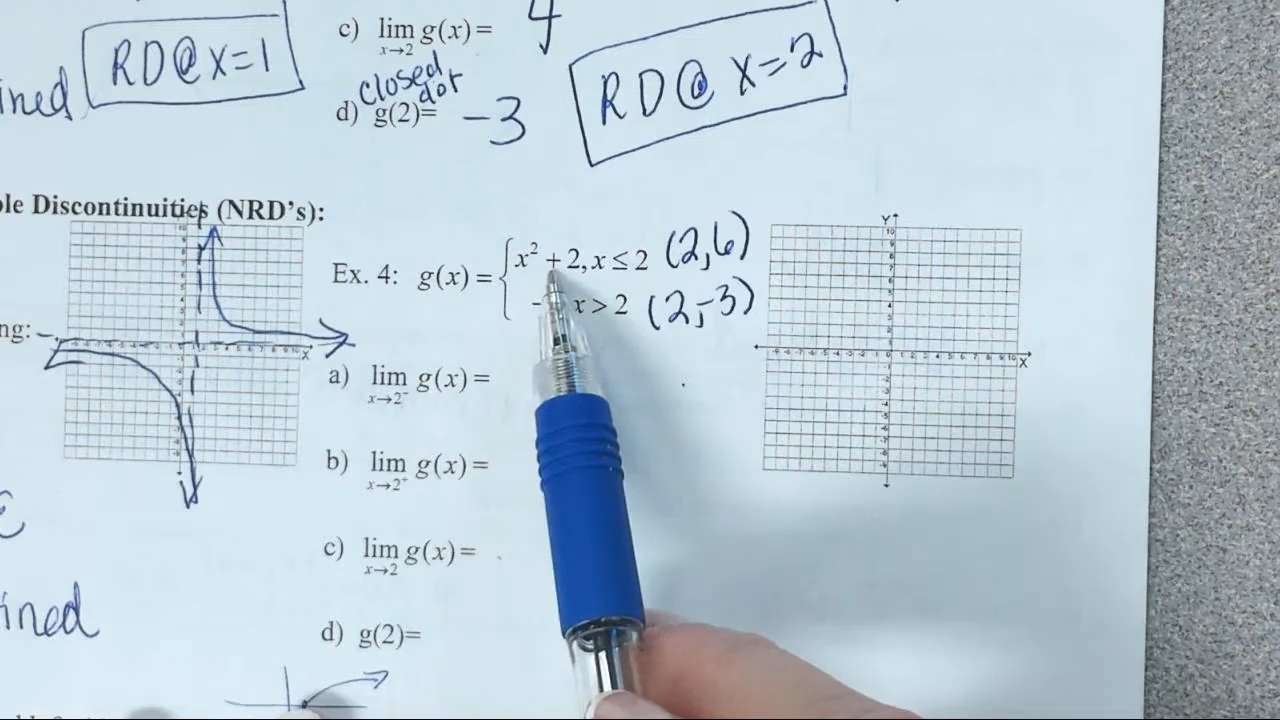 c) lim g(x)= 4
x→2
RD@X=1
ined
closed dot
d) g(2)= -3
RD@ X=2
le Discontinuities (NRD's):
Ex. 4: g(x) = x² + 2, x ≤ 2 (2,6)
x > 2 (2,-3)
ng:
a) lim g(x) =
x→2⁻
b) lim g(x) =
x→2⁺
c) lim g(x) =
x→2
ined
d) g(2)=
Y
X
X